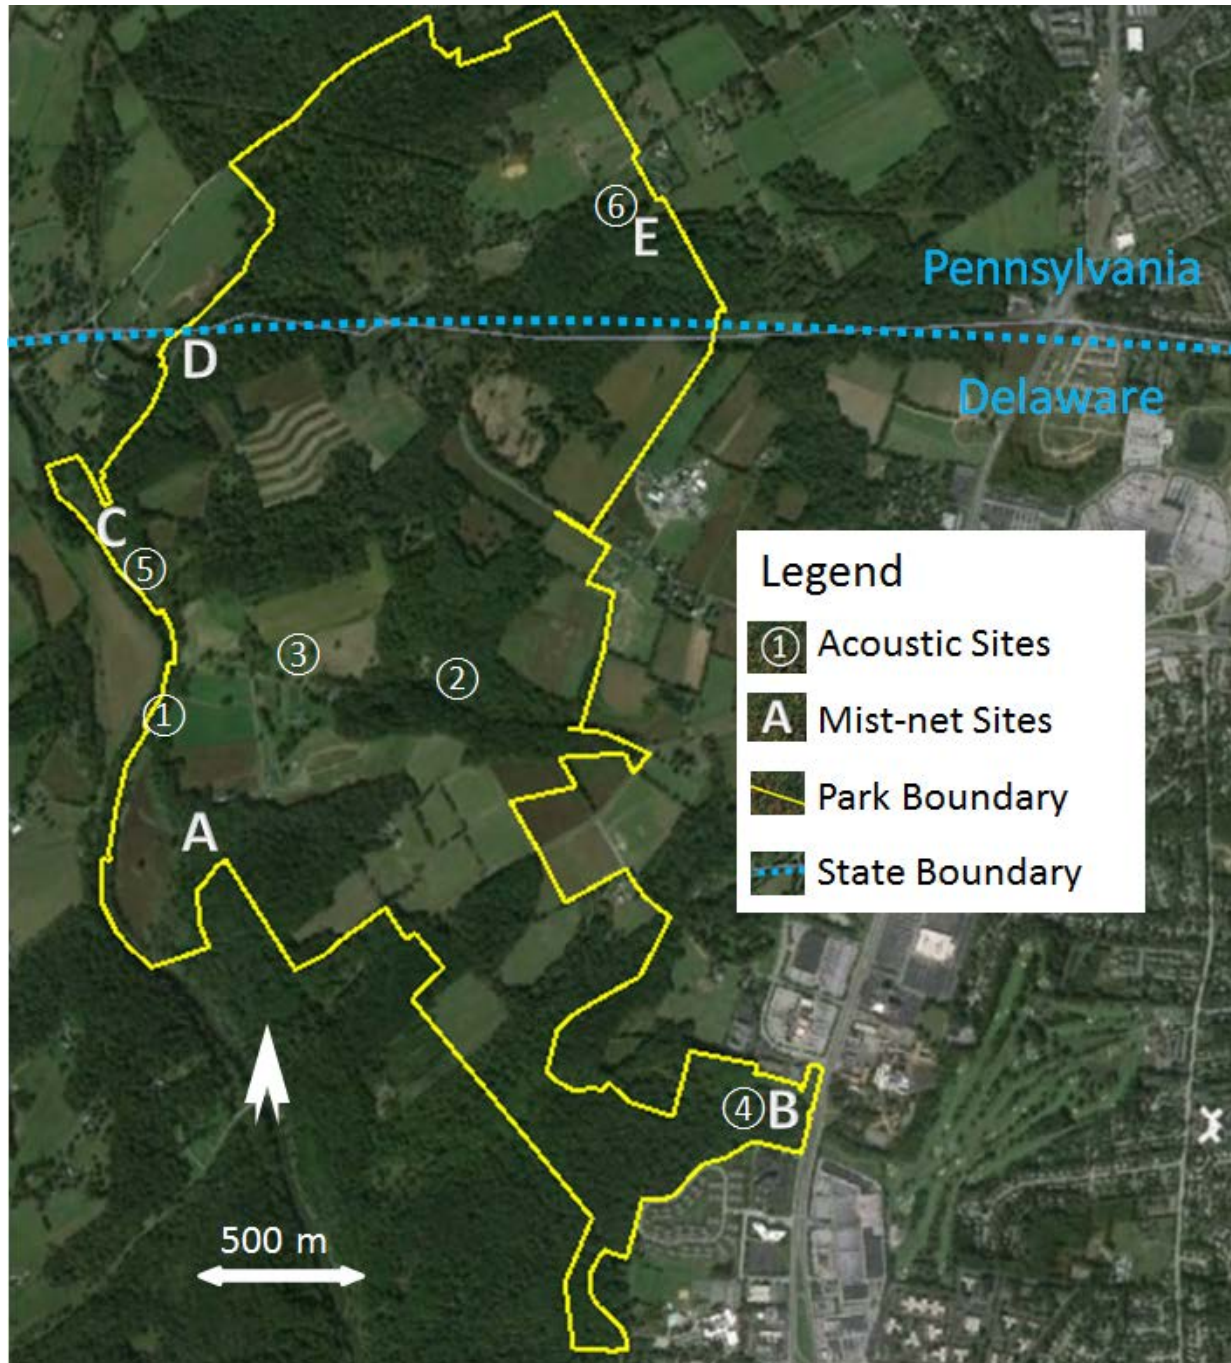 6
E
Pennsylvania
D
Delaware
C
5
Legend
1 Acoustic Sites
3
2
1
A Mist-net Sites
Park Boundary
A
State Boundary
4 B
500 m